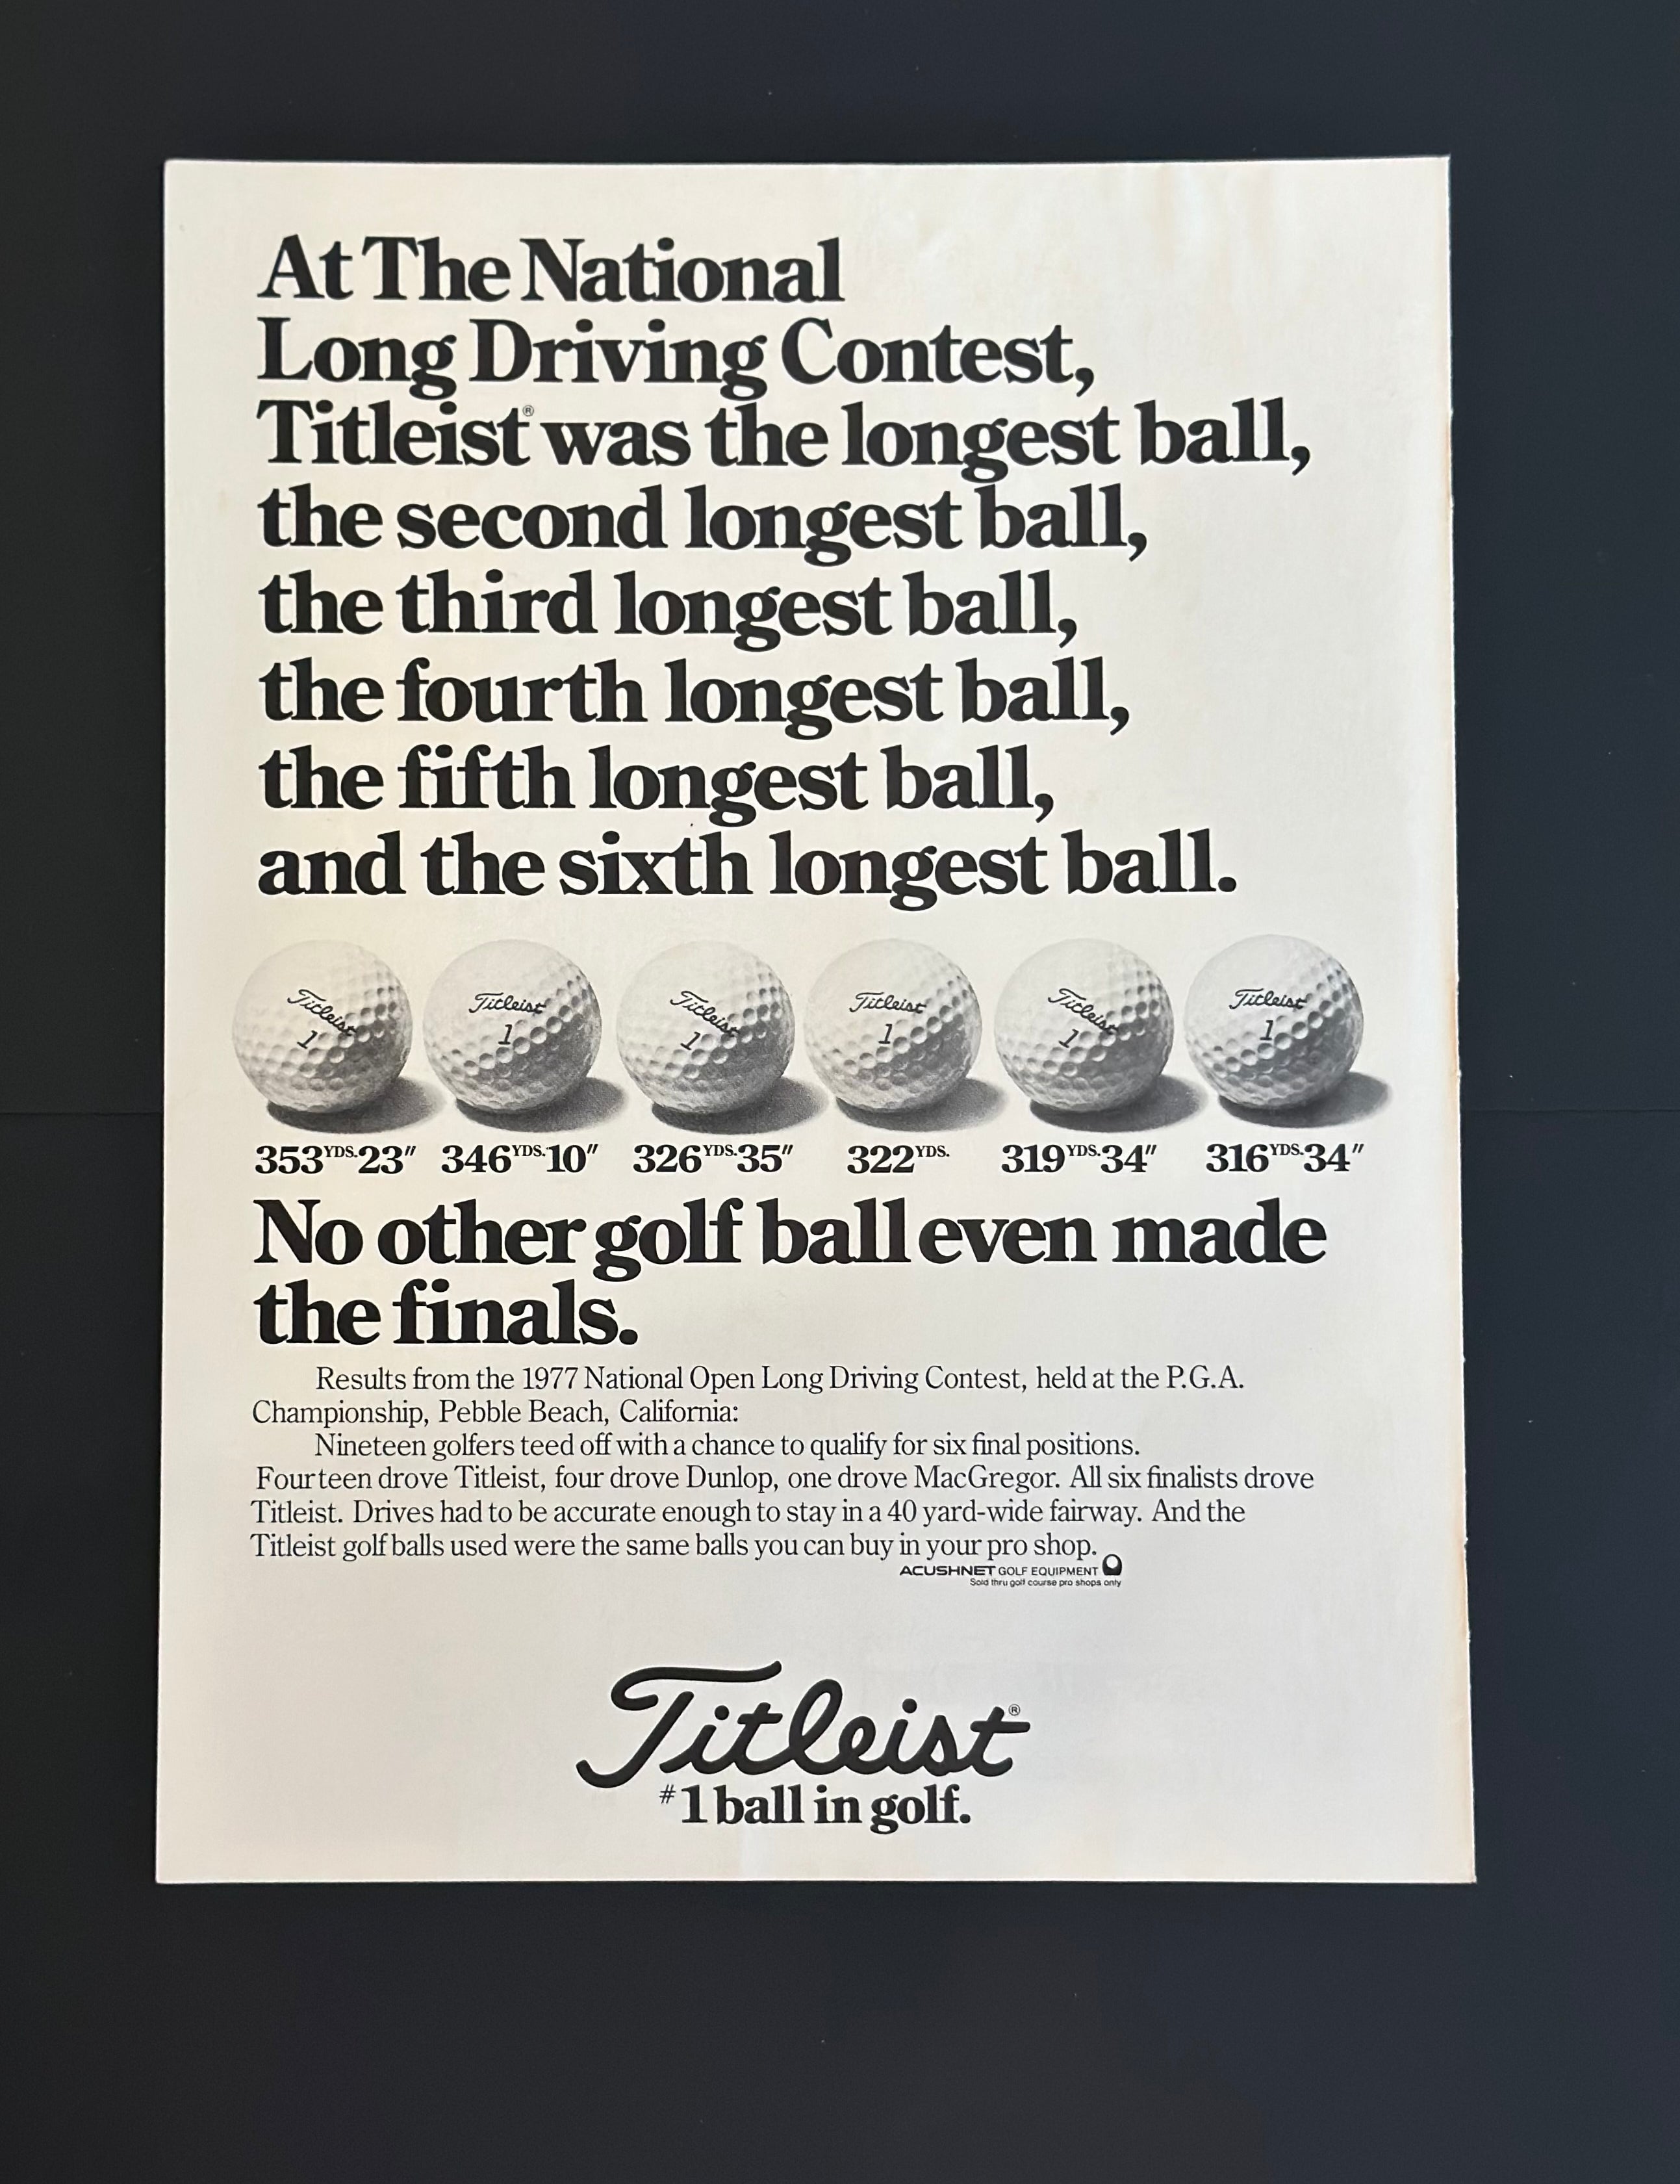 At The National
Long Driving Contest,
Titleist® was the longest ball,
the second longest ball,
the third longest ball,
the fourth longest ball,
the fifth longest ball,
and the sixth longest ball.
Titleist 1 Titleist 1 Titleist 1 Titleist 1 Titleist 1 Titleist 1
353YDS.23″ 346YDS.10″ 326YDS.35″ 322YDS. 319YDS.34″ 316YDS.34″
No other golf ball even made
the finals.
Results from the 1977 National Open Long Driving Contest, held at the P.G.A.
Championship, Pebble Beach, California:
Nineteen golfers teed off with a chance to qualify for six final positions.
Fourteen drove Titleist, four drove Dunlop, one drove MacGregor. All six finalists drove
Titleist. Drives had to be accurate enough to stay in a 40 yard-wide fairway. And the
Titleist golf balls used were the same balls you can buy in your pro shop.
ACUSHNET GOLF EQUIPMENT
Sold thru golf course pro shops only
Titleist®
#1 ball in golf.